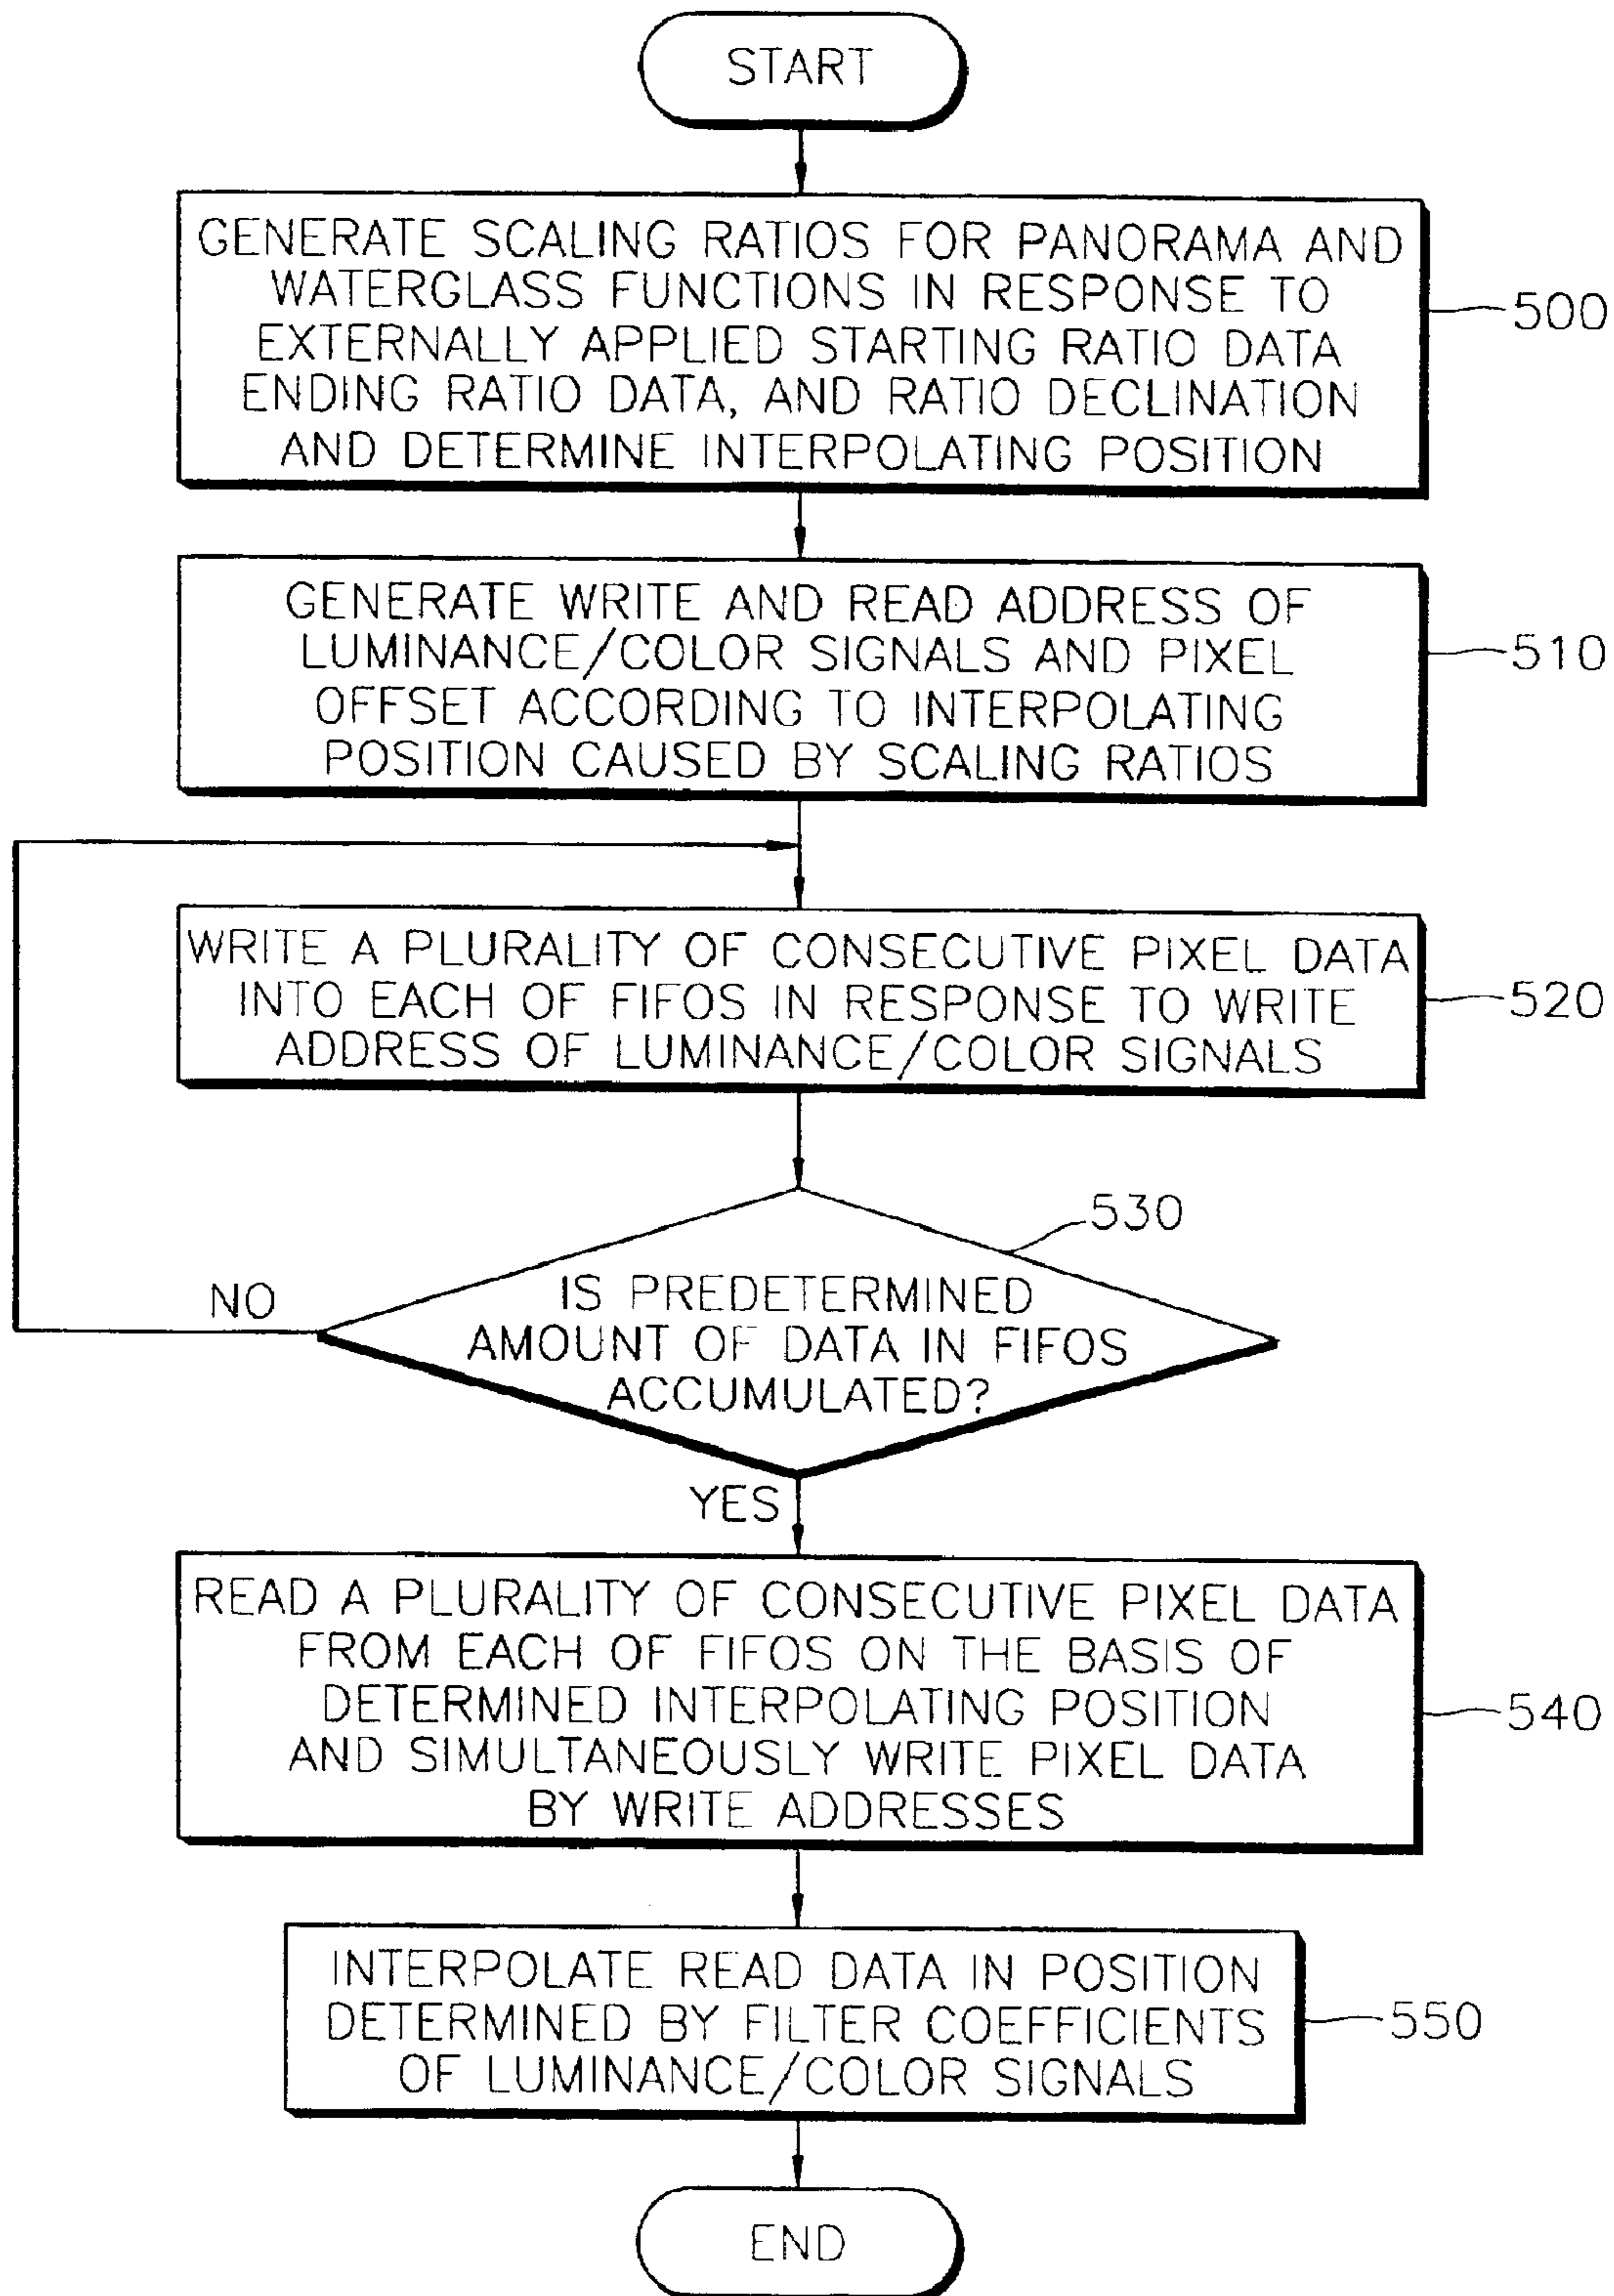 START
GENERATE SCALING RATIOS FOR PANORAMA AND
WATERGLASS FUNCTIONS IN RESPONSE TO
EXTERNALLY APPLIED STARTING RATIO DATA
ENDING RATIO DATA, AND RATIO DECLINATION
AND DETERMINE INTERPOLATING POSITION
500
GENERATE WRITE AND READ ADDRESS OF
LUMINANCE/COLOR SIGNALS AND PIXEL
OFFSET ACCORDING TO INTERPOLATING
POSITION CAUSED BY SCALING RATIOS
510
WRITE A PLURALITY OF CONSECUTIVE PIXEL DATA
INTO EACH OF FIFOS IN RESPONSE TO WRITE
ADDRESS OF LUMINANCE/COLOR SIGNALS
520
530
IS PREDETERMINED
AMOUNT OF DATA IN FIFOS
ACCUMULATED?
NO
YES
READ A PLURALITY OF CONSECUTIVE PIXEL DATA
FROM EACH OF FIFOS ON THE BASIS OF
DETERMINED INTERPOLATING POSITION
AND SIMULTANEOUSLY WRITE PIXEL DATA
BY WRITE ADDRESSES
540
INTERPOLATE READ DATA IN POSITION
DETERMINED BY FILTER COEFFICIENTS
OF LUMINANCE/COLOR SIGNALS
550
END